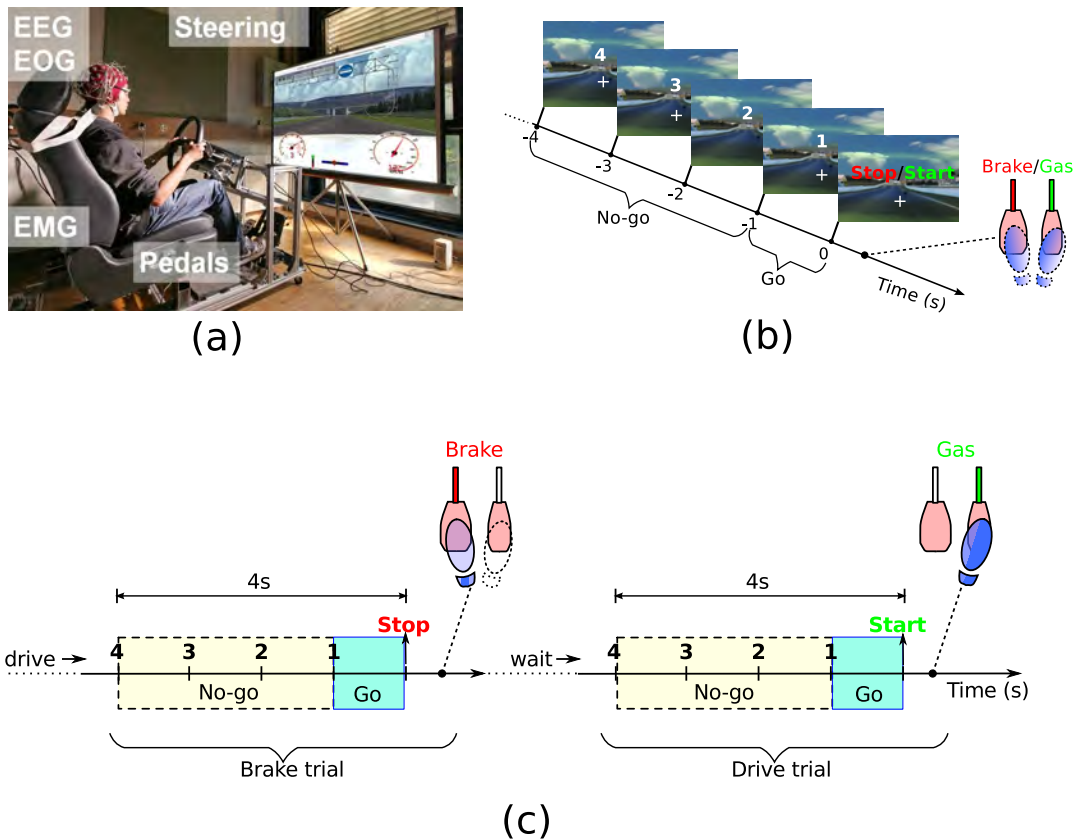 EEG
EOG
Steering
EMG
Pedals
(a)
4
3
2
1
Stop/Start
+
+
+
+
+
-4
-3
-2
-1
0
No-go
Go
Time (s)
Brake/Gas
(b)
Brake
Gas
4s
4s
Stop
Start
drive
4
3
2
1
wait
4
3
2
1
No-go
Go
No-go
Go
Time (s)
Brake trial
Drive trial
(c)